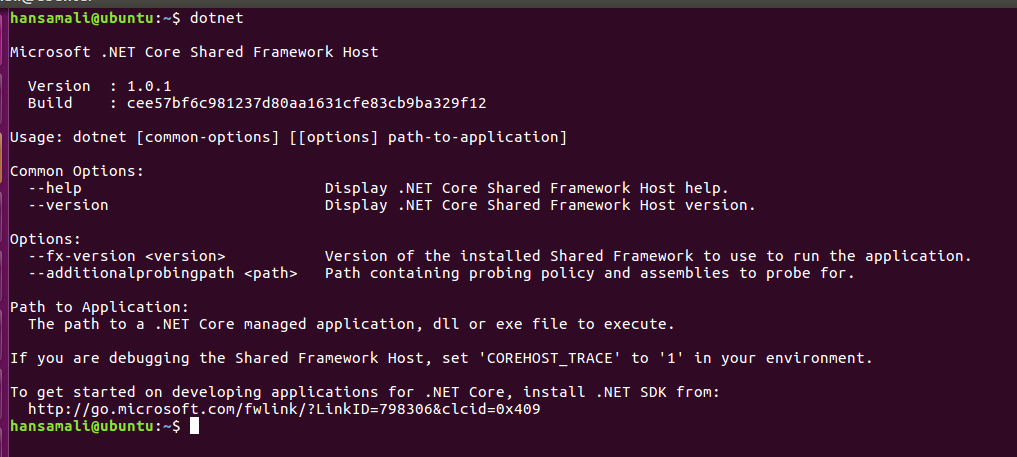 hansamali@ubuntu:~$ dotnet
Microsoft .NET Core Shared Framework Host
Version : 1.0.1
Build : cee57bf6c981237d80aa1631cfe83cb9ba329f12
Usage: dotnet [common-options] [[options] path-to-application]
Common Options:
--help Display .NET Core Shared Framework Host help.
--version Display .NET Core Shared Framework Host version.
Options:
--fx-version <version> Version of the installed Shared Framework to use to run the application.
--additionalprobingpath <path> Path containing probing policy and assemblies to probe for.
Path to Application:
The path to a .NET Core managed application, dll or exe file to execute.
If you are debugging the Shared Framework Host, set 'COREHOST_TRACE' to '1' in your environment.
To get started on developing applications for .NET Core, install .NET SDK from:
http://go.microsoft.com/fwlink/?LinkID=798306&clcid=0x409
hansamali@ubuntu:~$